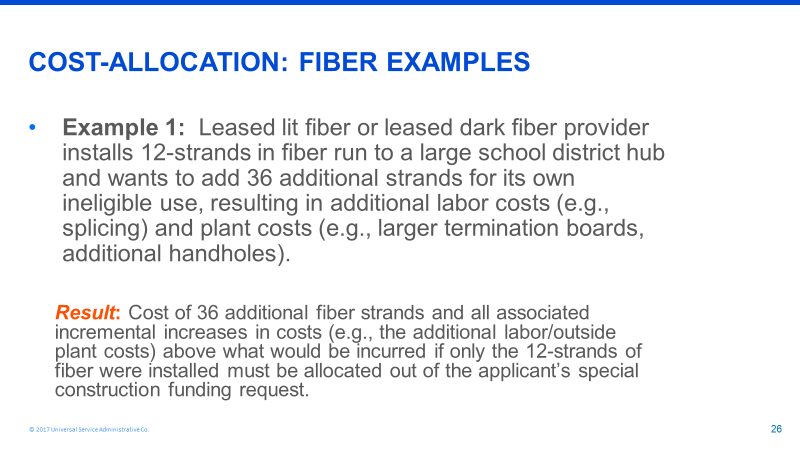 COST-ALLOCATION: FIBER EXAMPLES
• Example 1: Leased lit fiber or leased dark fiber provider
installs 12-strands in fiber run to a large school district hub
and wants to add 36 additional strands for its own
ineligible use, resulting in additional labor costs (e.g.,
splicing) and plant costs (e.g., larger termination boards,
additional handholes).
Result: Cost of 36 additional fiber strands and all associated
incremental increases in costs (e.g., the additional labor/outside
plant costs) above what would be incurred if only the 12-strands of
fiber were installed must be allocated out of the applicant’s special
construction funding request.
© 2017 Universal Service Administrative Co.
26